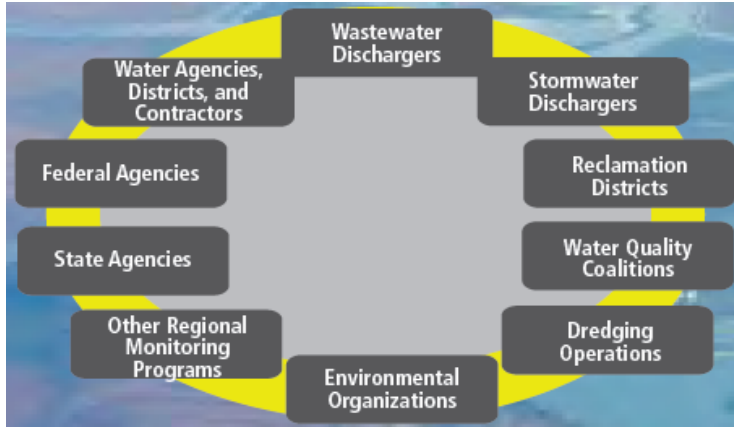 Wastewater
Dischargers
Water Agencies,
Districts, and
Contractors
Stormwater
Dischargers
Federal Agencies
Reclamation
Districts
State Agencies
Water Quality
Coalitions
Other Regional
Monitoring
Programs
Dredging
Operations
Environmental
Organizations